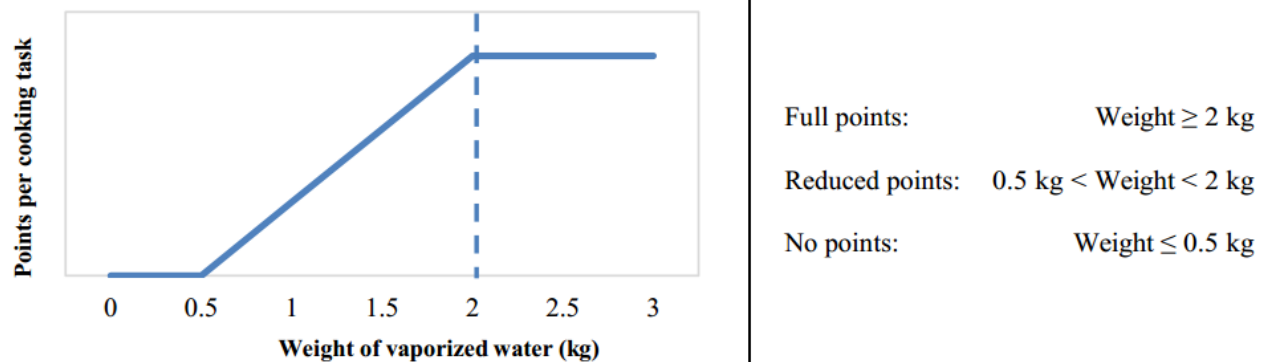 Points per cooking task
0 0.5 1 1.5 2 2.5 3
Weight of vaporized water (kg)
Full points: Weight ≥ 2 kg
Reduced points: 0.5 kg < Weight < 2 kg
No points: Weight ≤ 0.5 kg